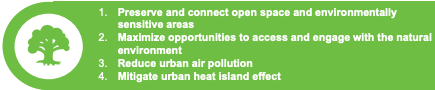 1. Preserve and connect open space and environmentally
sensitive areas
2. Maximize opportunities to access and engage with the natural
environment
3. Reduce urban air pollution
4. Mitigate urban heat island effect